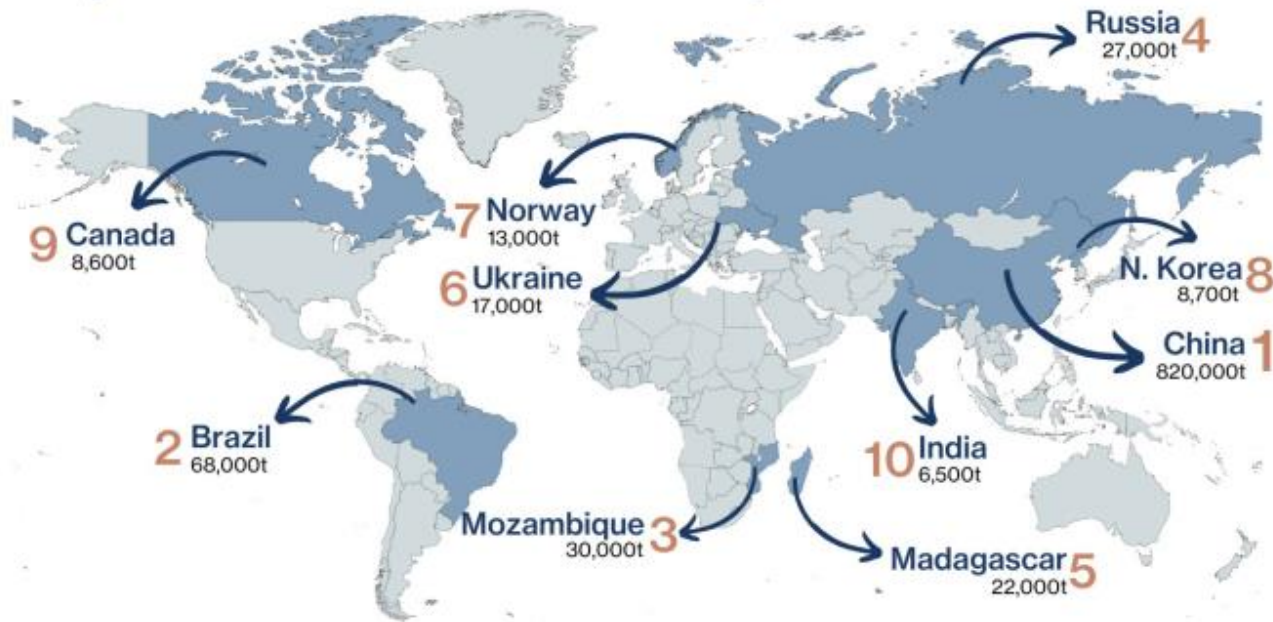 Russia 4
27,000t
9 Canada
8,600t
7 Norway
13,000t
6 Ukraine
17,000t
N. Korea 8
8,700t
China 1
820,000t
2 Brazil
68,000t
10 India
6,500t
Mozambique 3
30,000t
Madagascar 5
22,000t